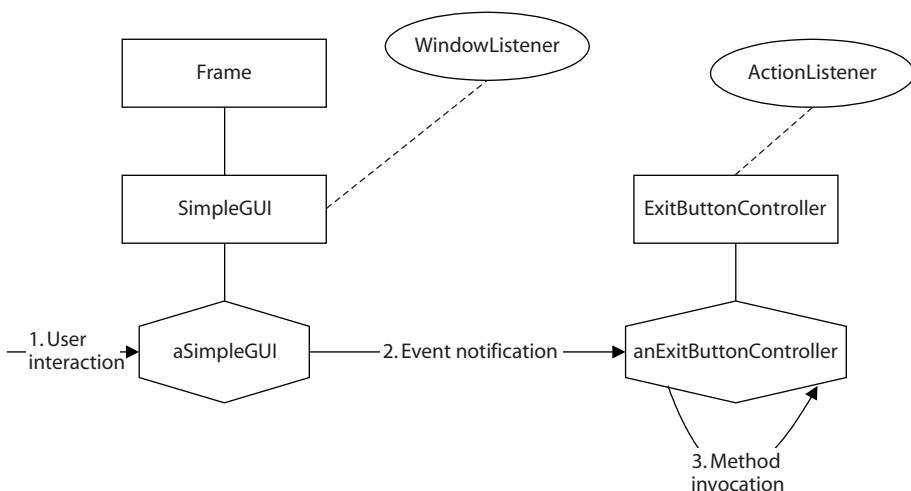 WindowListener
Frame
ActionListener
SimpleGUI
ExitButtonController
1. User
interaction
aSimpleGUI
2. Event notification
anExitButtonController
3. Method
invocation